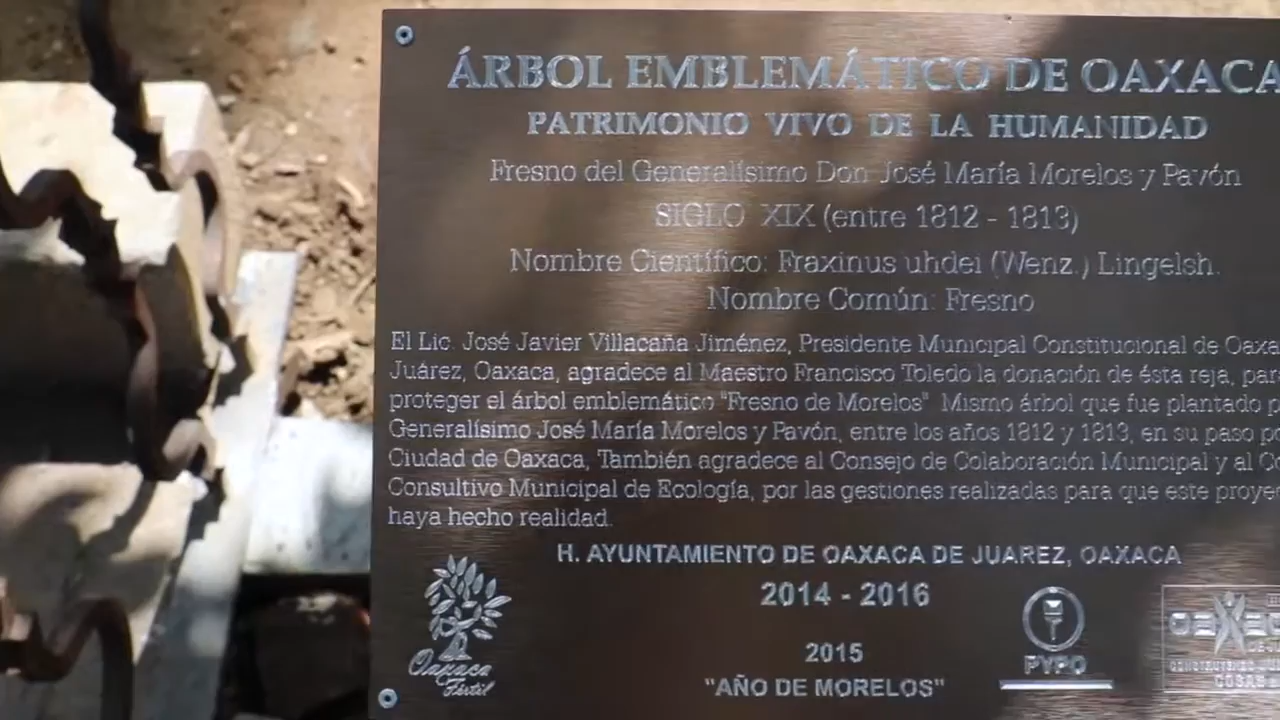 ÁRBOL EMBLEMÁTICO DE OAXACA
PATRIMONIO VIVO DE LA HUMANIDAD
Fresno del Generalísimo Don José María Morelos y Pavón
SIGLO XIX (entre 1812 - 1813)
Nombre Científico: Fraxinus uhdei (Wenz.) Lingelsh.
Nombre Común: Fresno
El Lic. José Javier Villacaña Jiménez, Presidente Municipal Constitucional de Oaxa
Juárez, Oaxaca, agradece al Maestro Francisco Toledo la donación de ésta reja, par
proteger el árbol emblemático "Fresno de Morelos" Mismo árbol que fue plantado p
Generalísimo José María Morelos y Pavón, entre los años 1812 y 1813, en su paso po
Ciudad de Oaxaca, También agradece al Consejo de Colaboración Municipal y al Co
Consultivo Municipal de Ecología, por las gestiones realizadas para que este proye
haya hecho realidad.
H. AYUNTAMIENTO DE OAXACA DE JUAREZ, OAXACA
2014 - 2016
2015
"AÑO DE MORELOS"
Oaxaca
Fértil
PYPO